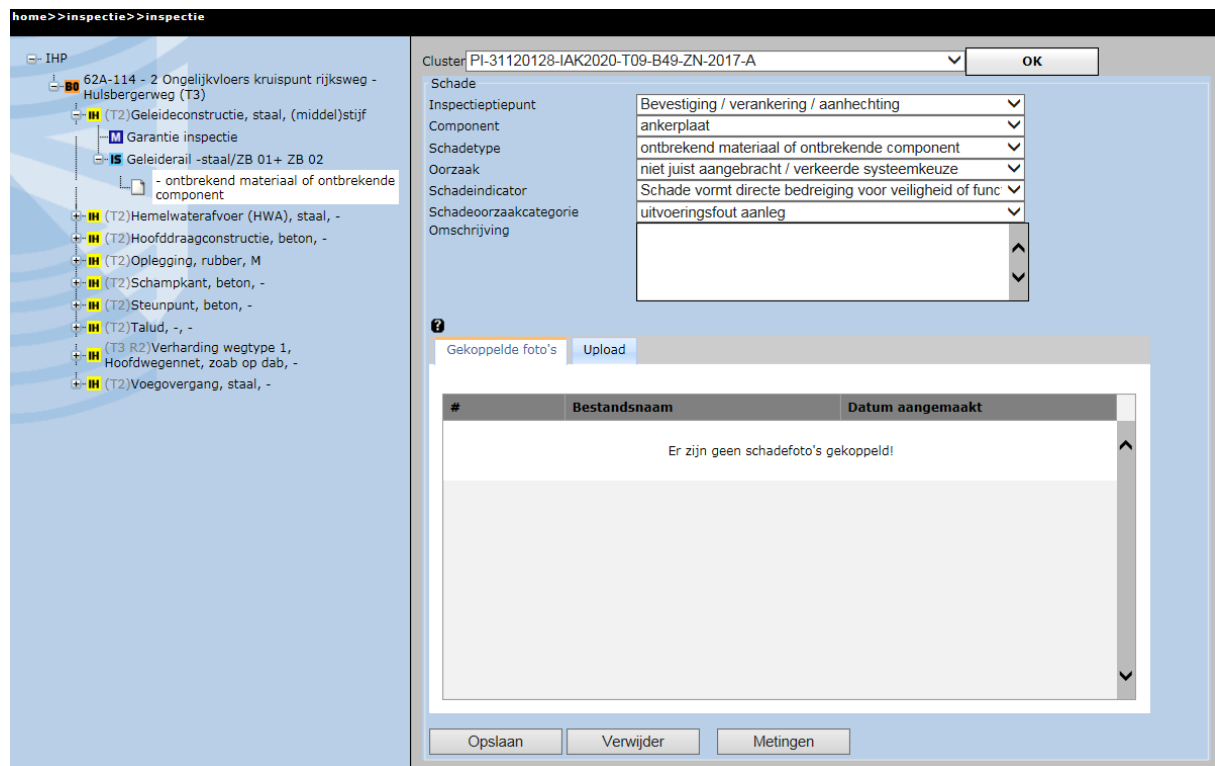 home>>inspectie>>inspectie
IHP
BO 62A-114 - 2 Ongelijkvloers kruispunt rijksweg -
Hulsbergerweg (T3)
IH (T2)Geleideconstructie, staal, (middel)stijf
M Garantie inspectie
IS Geleiderail -staal/ZB 01+ ZB 02
- ontbrekend materiaal of ontbrekende
component
IH (T2)Hemelwaterafvoer (HWA), staal, -
IH (T2)Hoofddraagconstructie, beton, -
IH (T2)Oplegging, rubber, M
IH (T2)Schampkant, beton, -
IH (T2)Steunpunt, beton, -
IH (T2)Talud, -, -
IH (T3 R2)Verharding wegtype 1,
Hoofdwegennet, zoab op dab, -
IH (T2)Voegovergang, staal, -
Cluster PI-31120128-IAK2020-T09-B49-ZN-2017-A OK
Schade
Inspectieptiepunt Bevestiging / verankering / aanhechting
Component ankerplaat
Schadetype ontbrekend materiaal of ontbrekende component
Oorzaak niet juist aangebracht / verkeerde systeemkeuze
Schadeindicator Schade vormt directe bedreiging voor veiligheid of func
Schadeoorzaakcategorie uitvoeringsfout aanleg
Omschrijving
?
Gekoppelde foto's Upload
# Bestandsnaam Datum aangemaakt
Er zijn geen schadefoto's gekoppeld!
Opslaan Verwijder Metingen